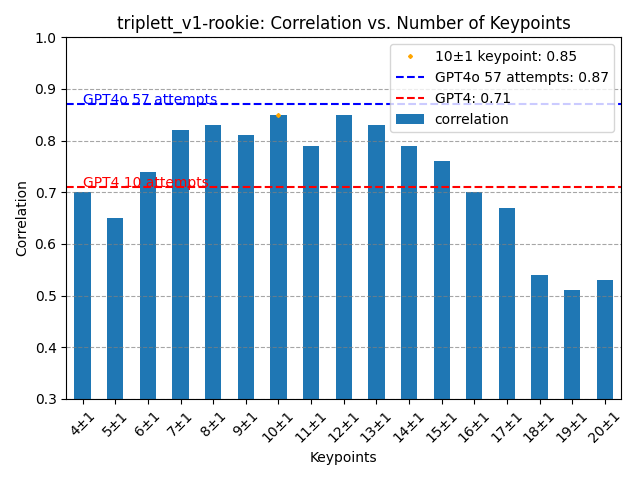 triplett_v1-rookie: Correlation vs. Number of Keypoints
1.0
0.9
0.8
0.7
0.6
0.5
0.4
0.3
Correlation
GPT4o 57 attempts
GPT4 10 attempts
10±1 keypoint: 0.85
GPT4o 57 attempts: 0.87
GPT4: 0.71
correlation
4±1
5±1
6±1
7±1
8±1
9±1
10±1
11±1
12±1
13±1
14±1
15±1
16±1
17±1
18±1
19±1
20±1
Keypoints